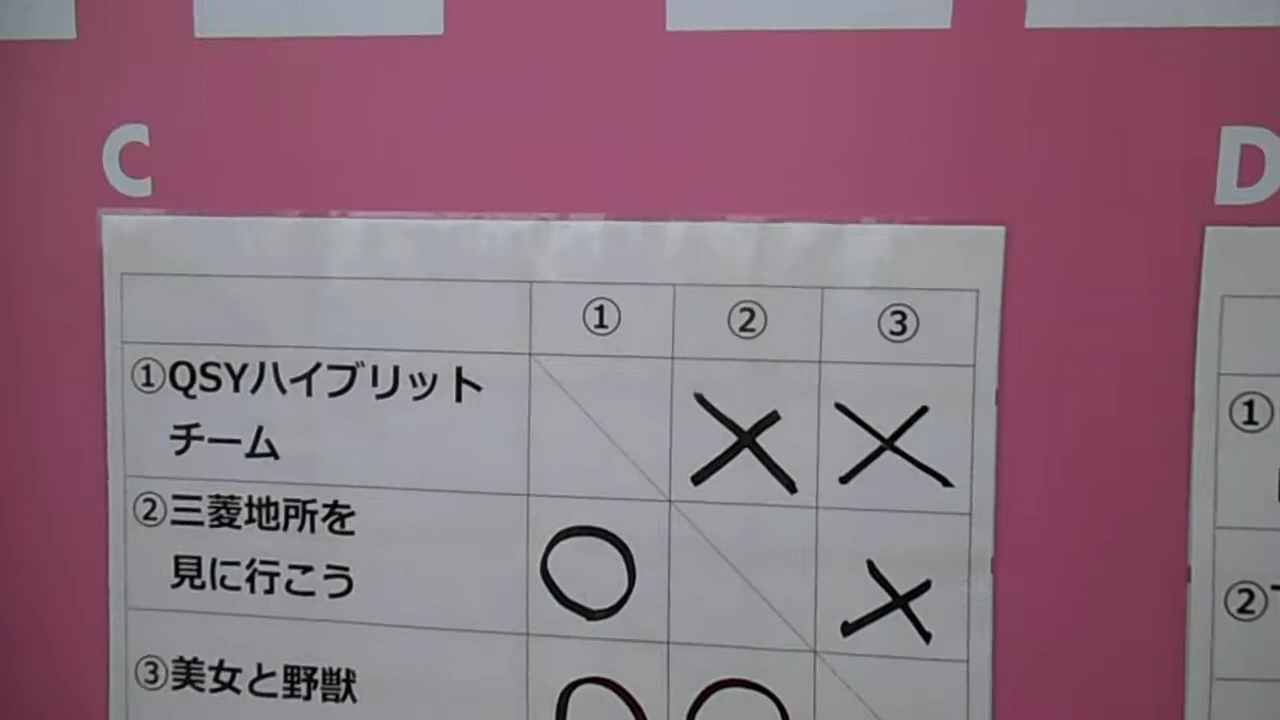 C
D
① ② ③
①QSYハイブリット
チーム
× ×
②三菱地所を
見に行こう
○ ×
③美女と野獣
○ ○
①
②